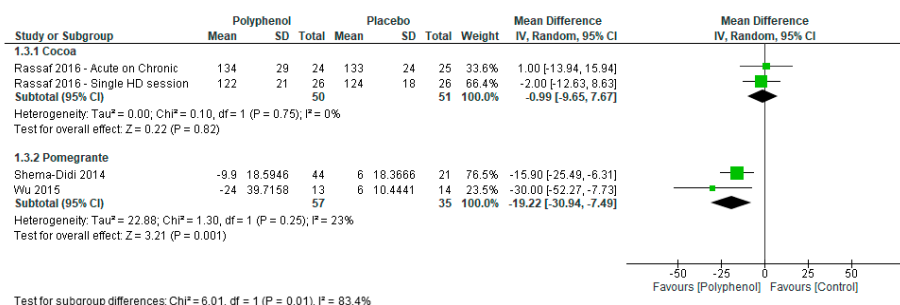 Polyphenol Placebo Mean Difference Mean Difference
Study or Subgroup Mean SD Total Mean SD Total Weight IV, Random, 95% CI IV, Random, 95% CI
1.3.1 Cocoa
Rassaf 2016 - Acute on Chronic 134 29 24 133 24 25 33.6% 1.00 [-13.94, 15.94]
Rassaf 2016 - Single HD session 122 21 26 124 18 26 66.4% -2.00 [-12.63, 8.63]
Subtotal (95% CI) 50 51 100.0% -0.99 [-9.65, 7.67]
Heterogeneity: Tau² = 0.00; Chi² = 0.10, df = 1 (P = 0.75); I² = 0%
Test for overall effect: Z = 0.22 (P = 0.82)
1.3.2 Pomegrante
Shema-Didi 2014 -9.9 18.5946 44 6 18.3666 21 76.5% -15.90 [-25.49, -6.31]
Wu 2015 -24 39.7158 13 6 10.4441 14 23.5% -30.00 [-52.27, -7.73]
Subtotal (95% CI) 57 35 100.0% -19.22 [-30.94, -7.49]
Heterogeneity: Tau² = 22.88; Chi² = 1.30, df = 1 (P = 0.25); I² = 23%
Test for overall effect: Z = 3.21 (P = 0.001)
-50 -25 0 25 50
Favours [Polyphenol] Favours [Control]
Test for subgroup differences: Chi² = 6.01, df = 1 (P = 0.01), I² = 83.4%